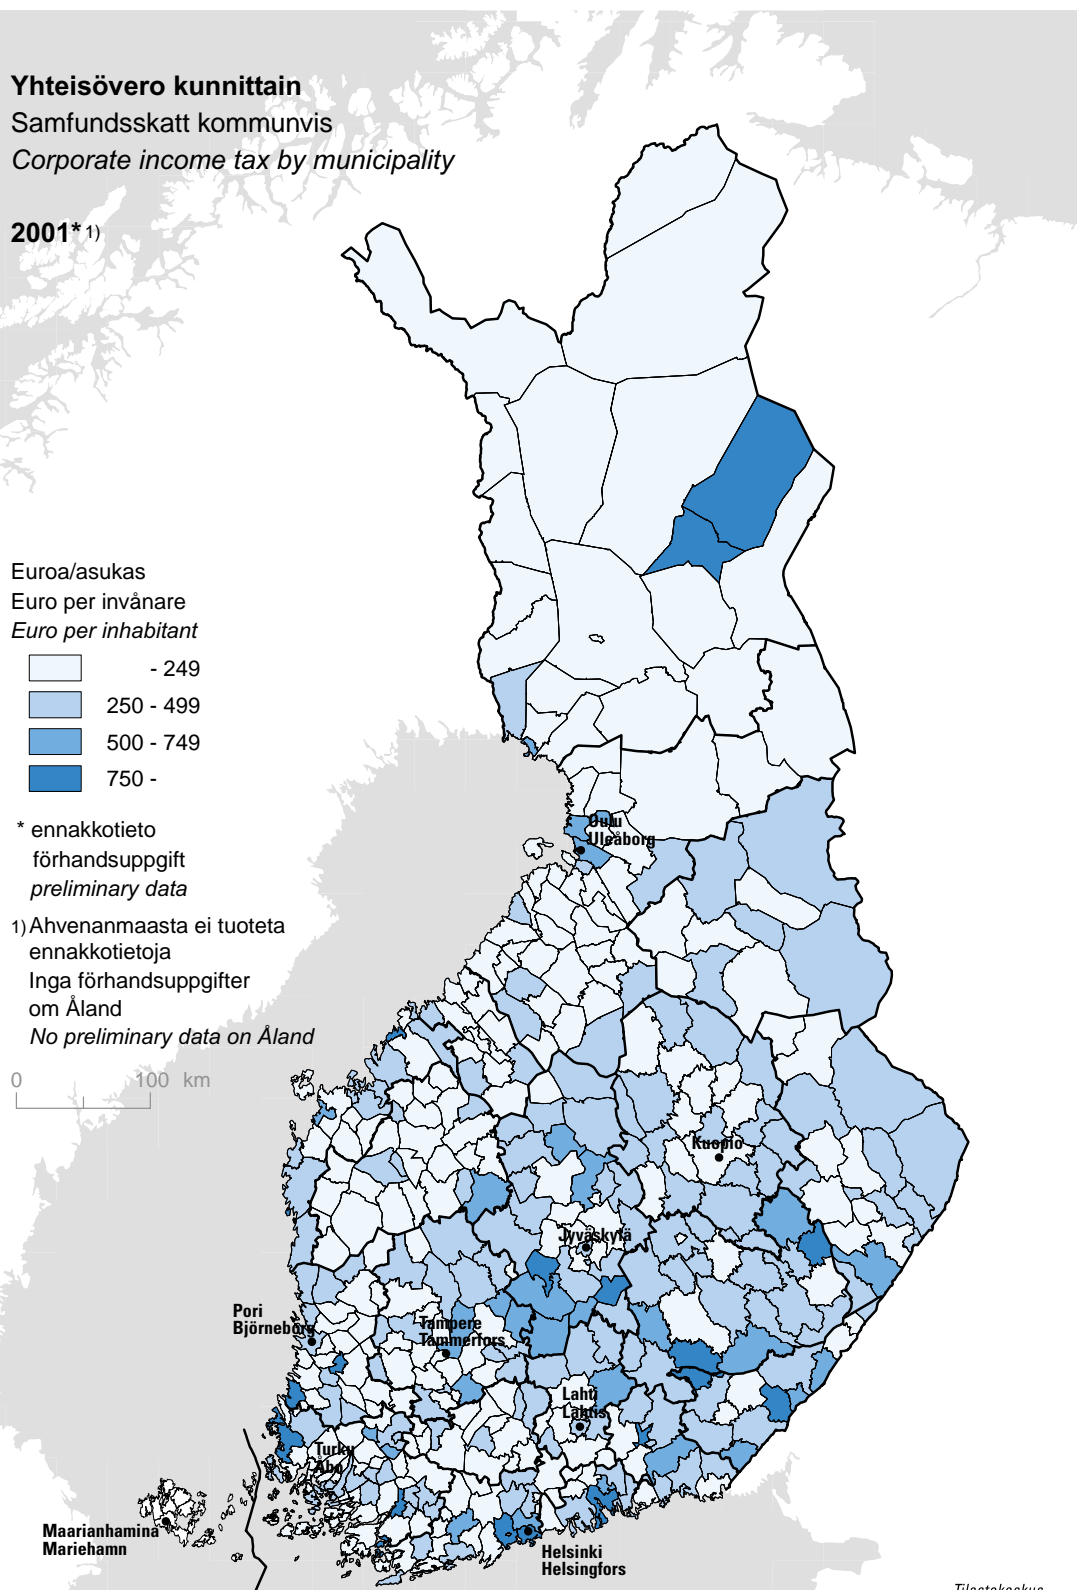 Yhteisövero kunnittain
Samfundsskatt kommunvis
Corporate income tax by municipality
2001* 1)
Euroa/asukas
Euro per invånare
Euro per inhabitant
- 249
250 - 499
500 - 749
750 -
* ennakkotieto
förhandsuppgift
preliminary data
1) Ahvenanmaasta ei tuoteta
ennakkotietoja
Inga förhandsuppgifter
om Åland
No preliminary data on Åland
0 100 km
Oulu
Uleåborg
Kuopio
Jyväskylä
Pori
Björneborg
Tampere
Tammerfors
Lahti
Lahtis
Turku
Åbo
Maarianhamina
Mariehamn
Helsinki
Helsingfors
Tilastokeskus